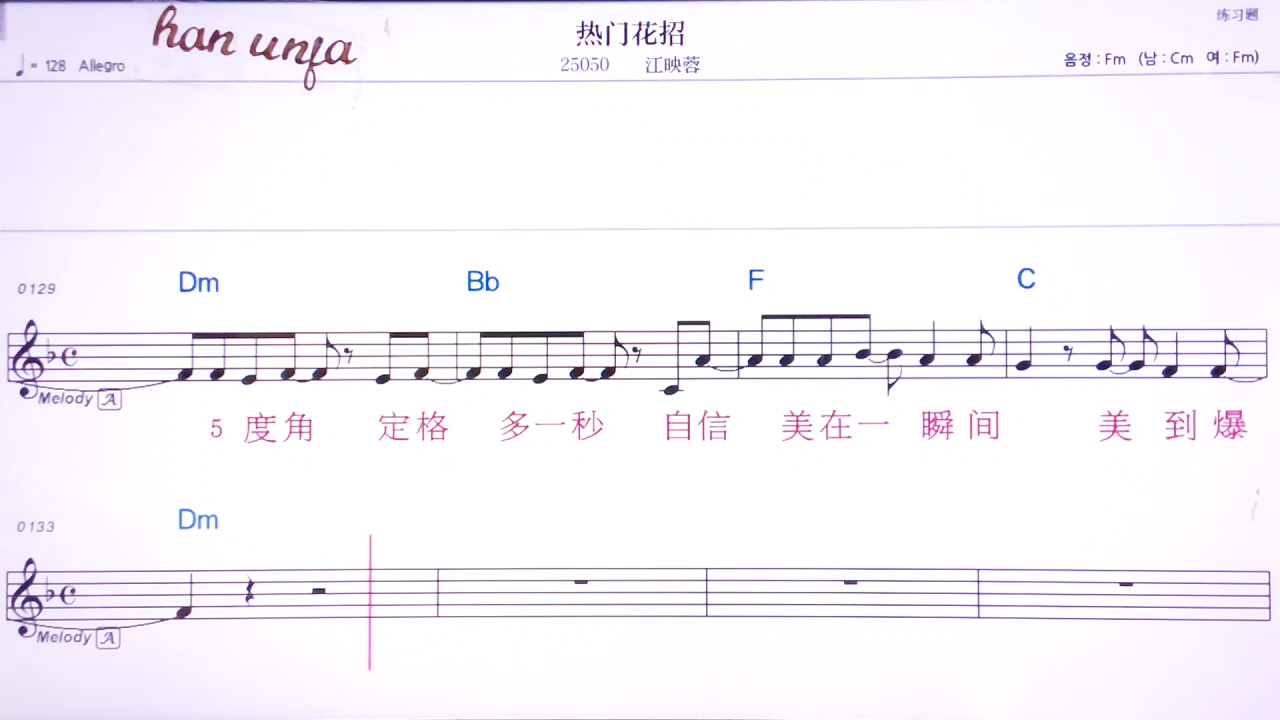 han unfa
热门花招
练习题
♩= 128 Allegro
25050 江映蓉
음정 : Fm (남 : Cm 여 : Fm)
0129
Dm Bb F C
Melody A
5 度角 定格 多一秒 自信 美在一 瞬间 美 到 爆
0133
Dm
Melody A